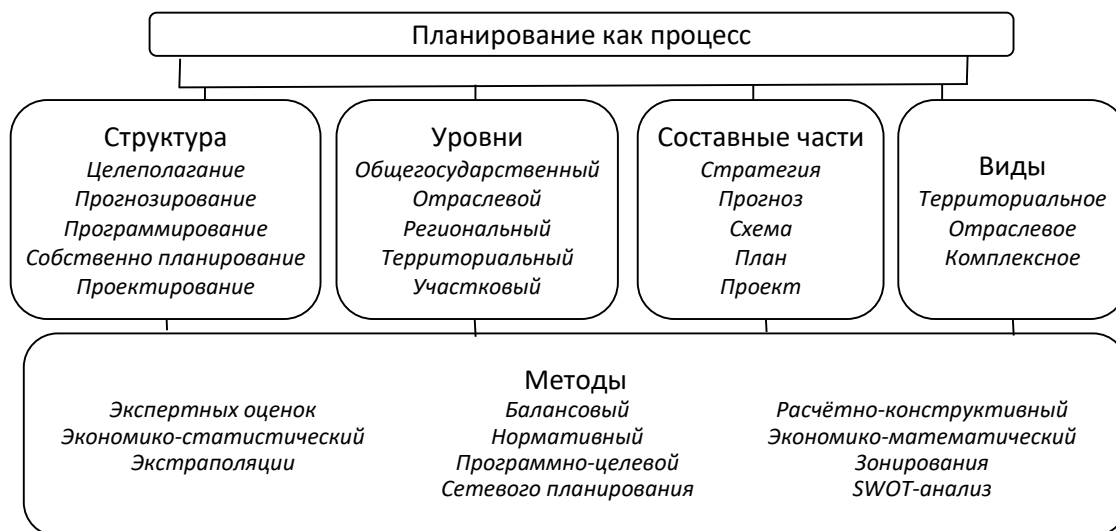 Планирование как процесс
Структура
Целеполагание
Прогнозирование
Программирование
Собственно планирование
Проектирование
Уровни
Общегосударственный
Отраслевой
Региональный
Территориальный
Участковый
Составные части
Стратегия
Прогноз
Схема
План
Проект
Виды
Территориальное
Отраслевое
Комплексное
Методы
Экспертных оценок
Экономико-статистический
Экстраполяции
Балансовый
Нормативный
Программно-целевой
Сетевого планирования
Расчётно-конструктивный
Экономико-математический
Зонирования
SWOT-анализ